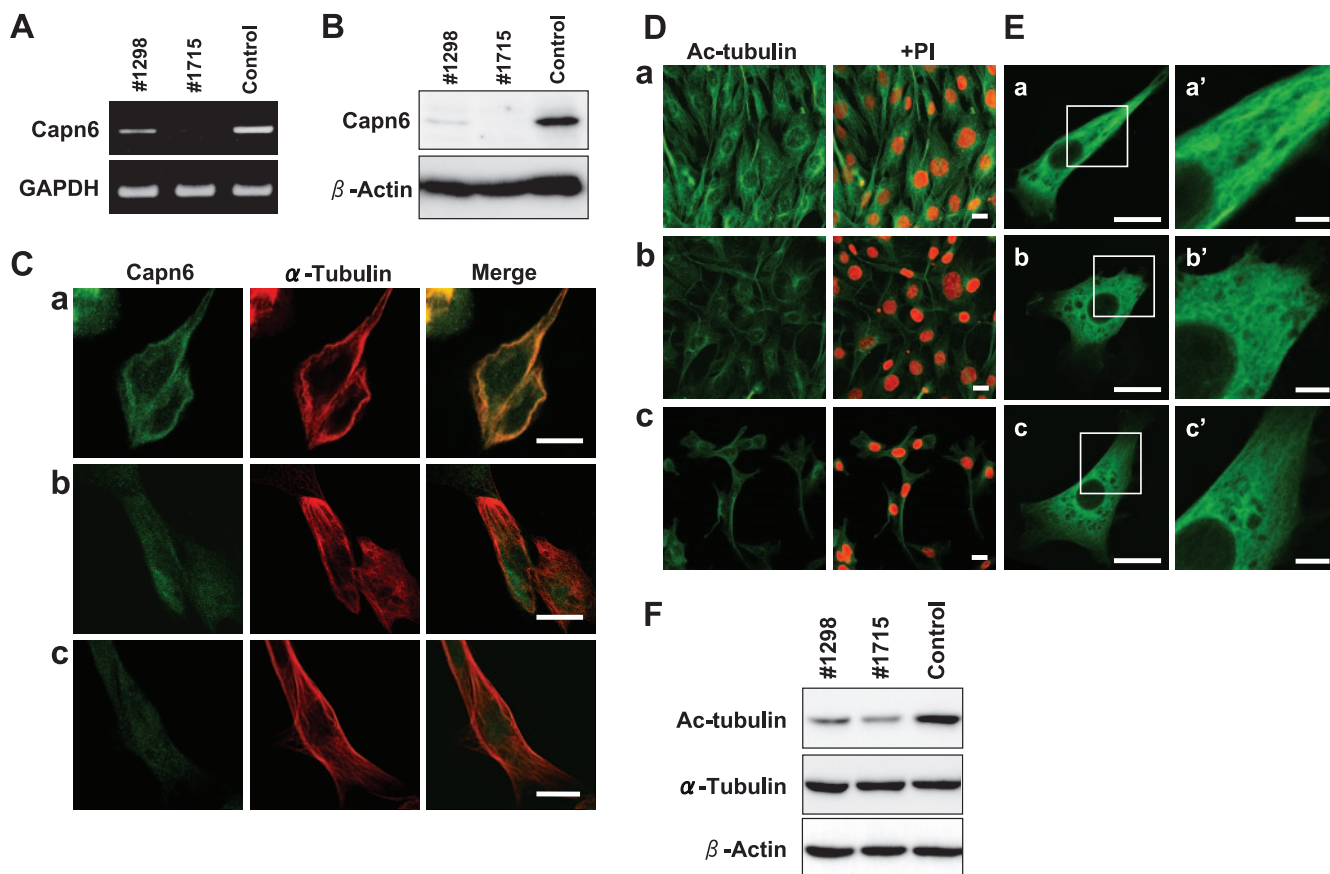 A
#1298
#1715
Control
Capn6
GAPDH
B
#1298
#1715
Control
Capn6
β-Actin
C
Capn6
α-Tubulin
Merge
a
b
c
D
Ac-tubulin
+PI
a
b
c
E
a
a'
b
b'
c
c'
F
#1298
#1715
Control
Ac-tubulin
α-Tubulin
β-Actin